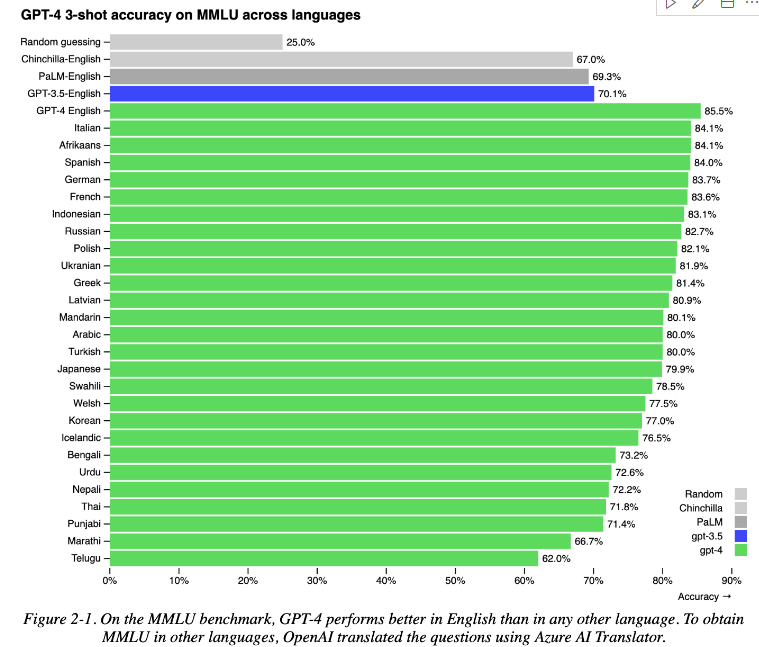 GPT-4 3-shot accuracy on MMLU across languages
Random guessing 25.0%
Chinchilla-English 67.0%
PaLM-English 69.3%
GPT-3.5-English 70.1%
GPT-4 English 85.5%
Italian 84.1%
Afrikaans 84.1%
Spanish 84.0%
German 83.7%
French 83.6%
Indonesian 83.1%
Russian 82.7%
Polish 82.1%
Ukranian 81.9%
Greek 81.4%
Latvian 80.9%
Mandarin 80.1%
Arabic 80.0%
Turkish 80.0%
Japanese 79.9%
Swahili 78.5%
Welsh 77.5%
Korean 77.0%
Icelandic 76.5%
Bengali 73.2%
Urdu 72.6%
Nepali 72.2%
Thai 71.8%
Punjabi 71.4%
Marathi 66.7%
Telugu 62.0%
Random
Chinchilla
PaLM
gpt-3.5
gpt-4
0% 10% 20% 30% 40% 50% 60% 70% 80% 90%
Accuracy →
Figure 2-1. On the MMLU benchmark, GPT-4 performs better in English than in any other language. To obtain
MMLU in other languages, OpenAI translated the questions using Azure AI Translator.